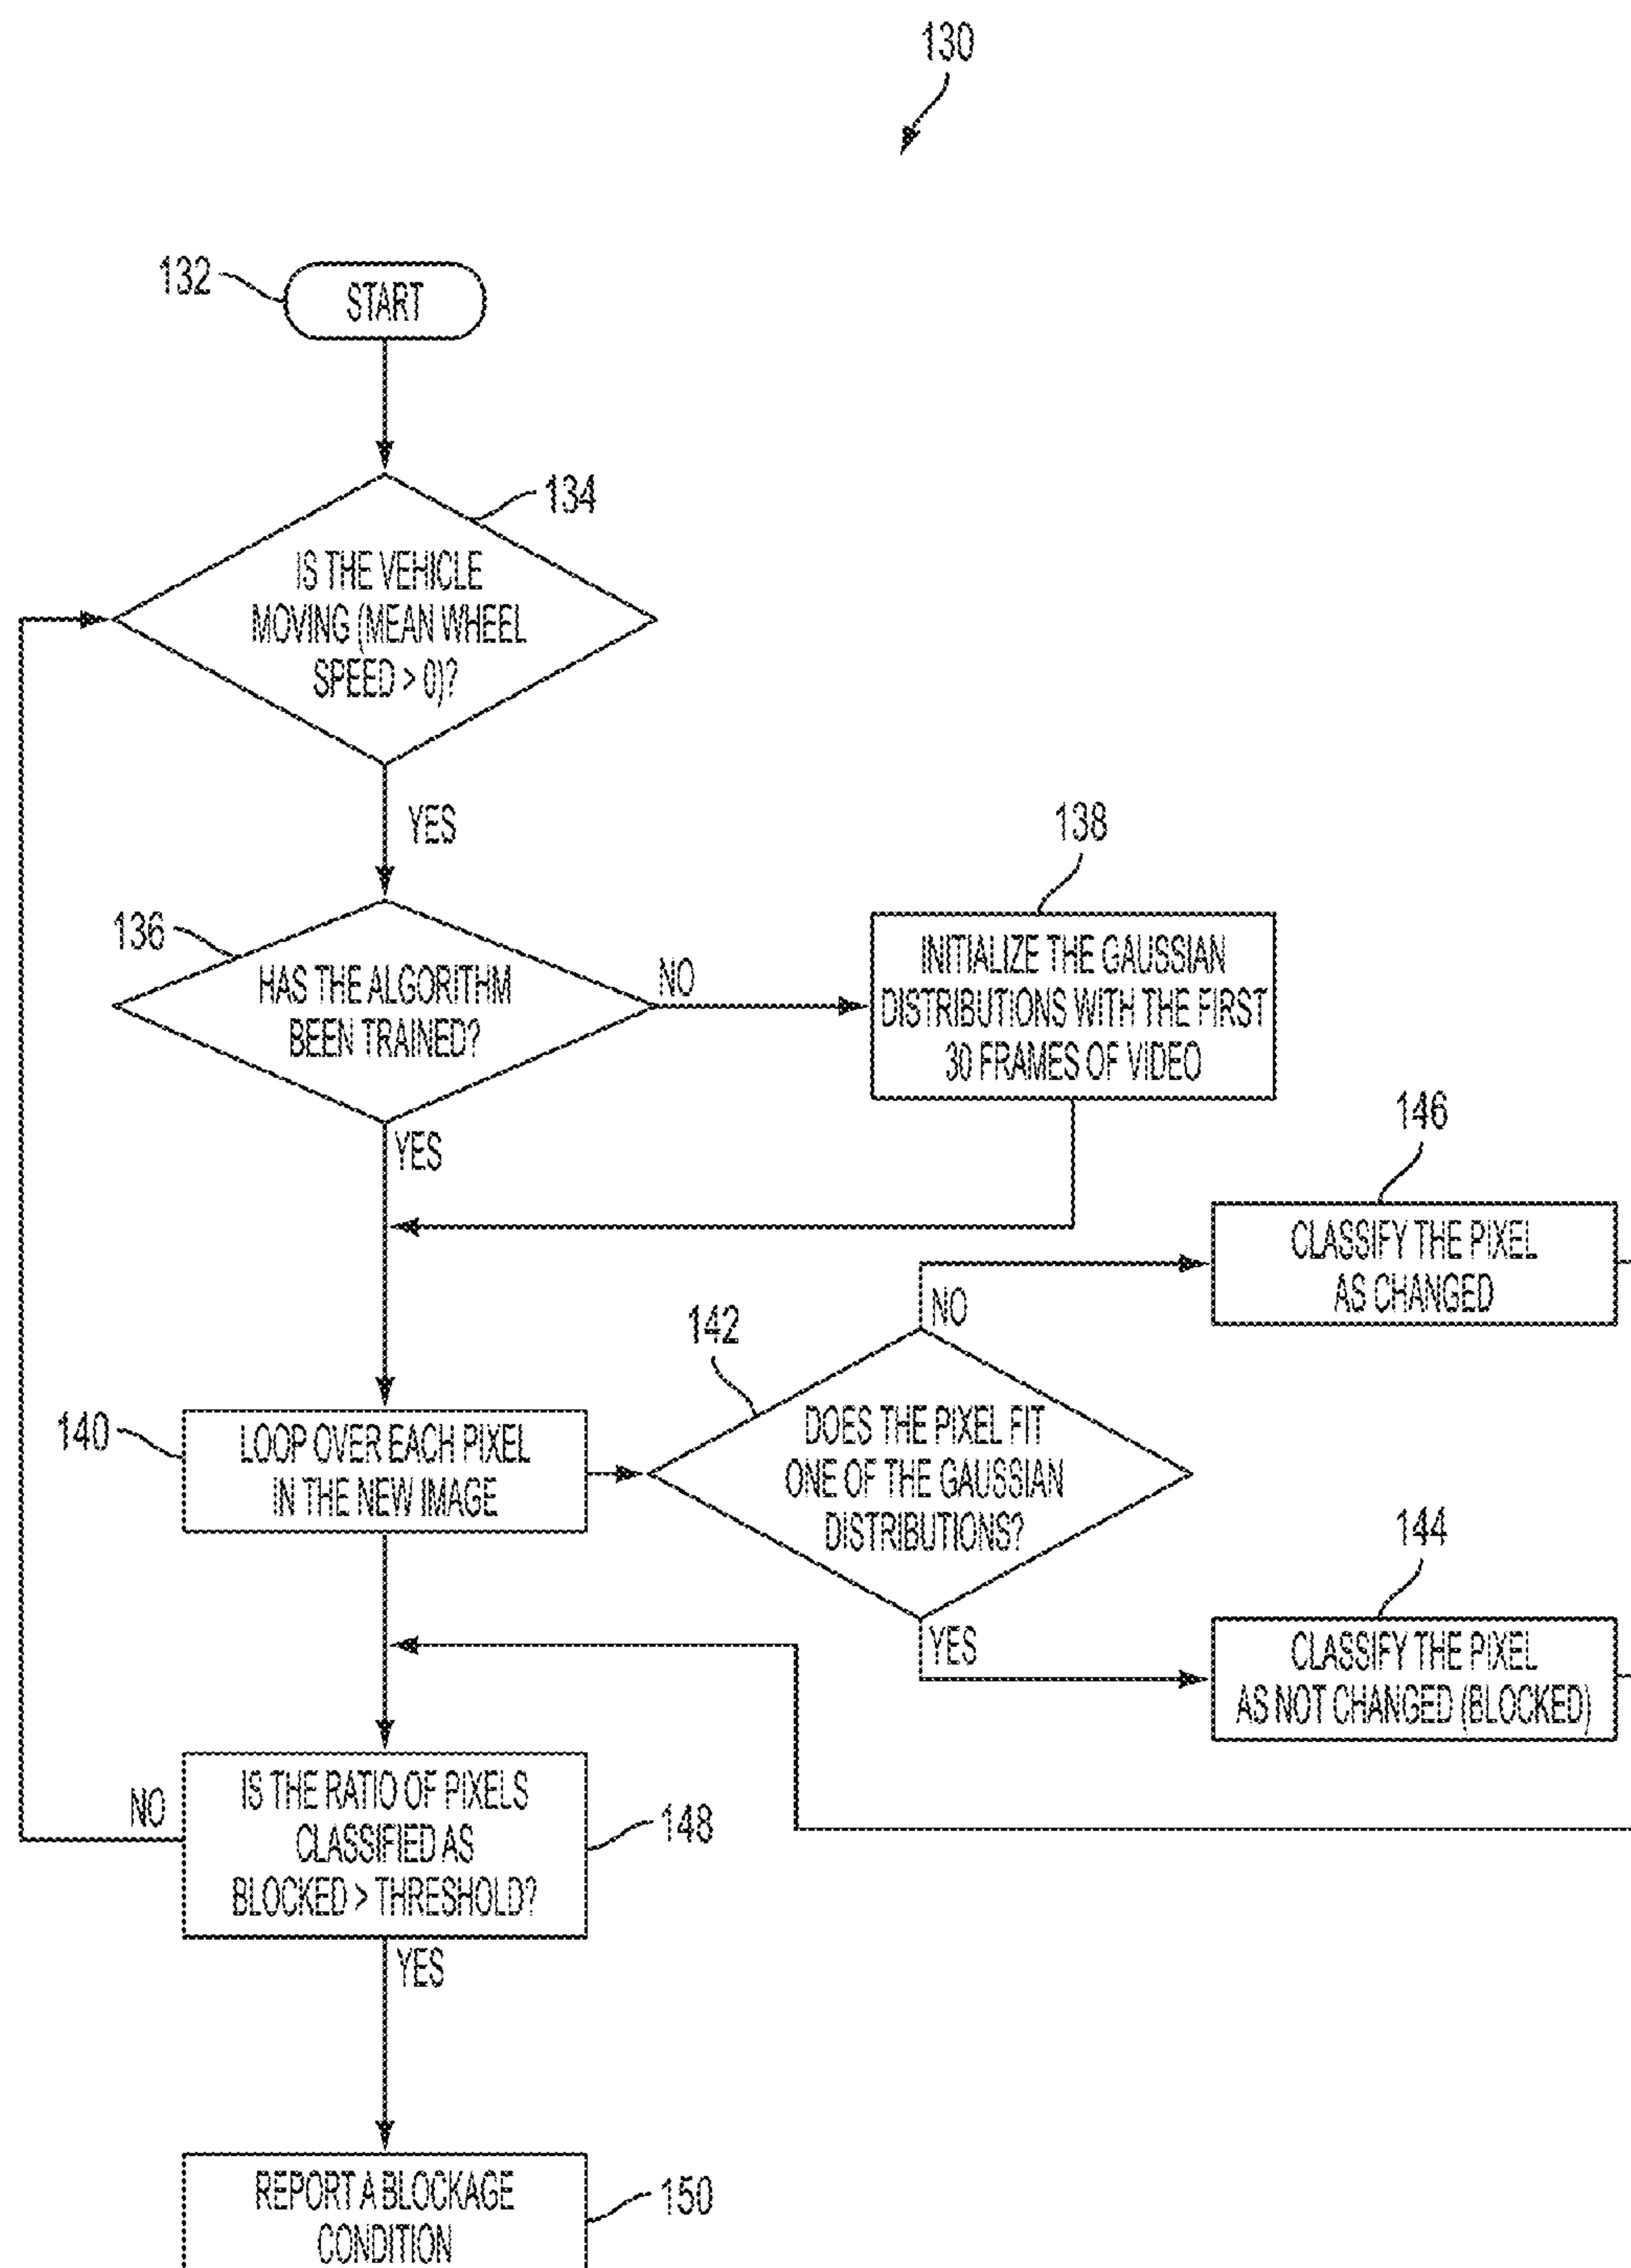 130
132
START
134
IS THE VEHICLE
MOVING (MEAN WHEEL
SPEED > 0)?
YES
136
HAS THE ALGORITHM
BEEN TRAINED?
NO
138
INITIALIZE THE GAUSSIAN
DISTRIBUTIONS WITH THE FIRST
30 FRAMES OF VIDEO
YES
146
CLASSIFY THE PIXEL
AS CHANGED
NO
142
DOES THE PIXEL FIT
ONE OF THE GAUSSIAN
DISTRIBUTIONS?
140
LOOP OVER EACH PIXEL
IN THE NEW IMAGE
YES
144
CLASSIFY THE PIXEL
AS NOT CHANGED (BLOCKED)
NO
IS THE RATIO OF PIXELS
CLASSIFIED AS
BLOCKED > THRESHOLD?
148
YES
REPORT A BLOCKAGE
CONDITION
150